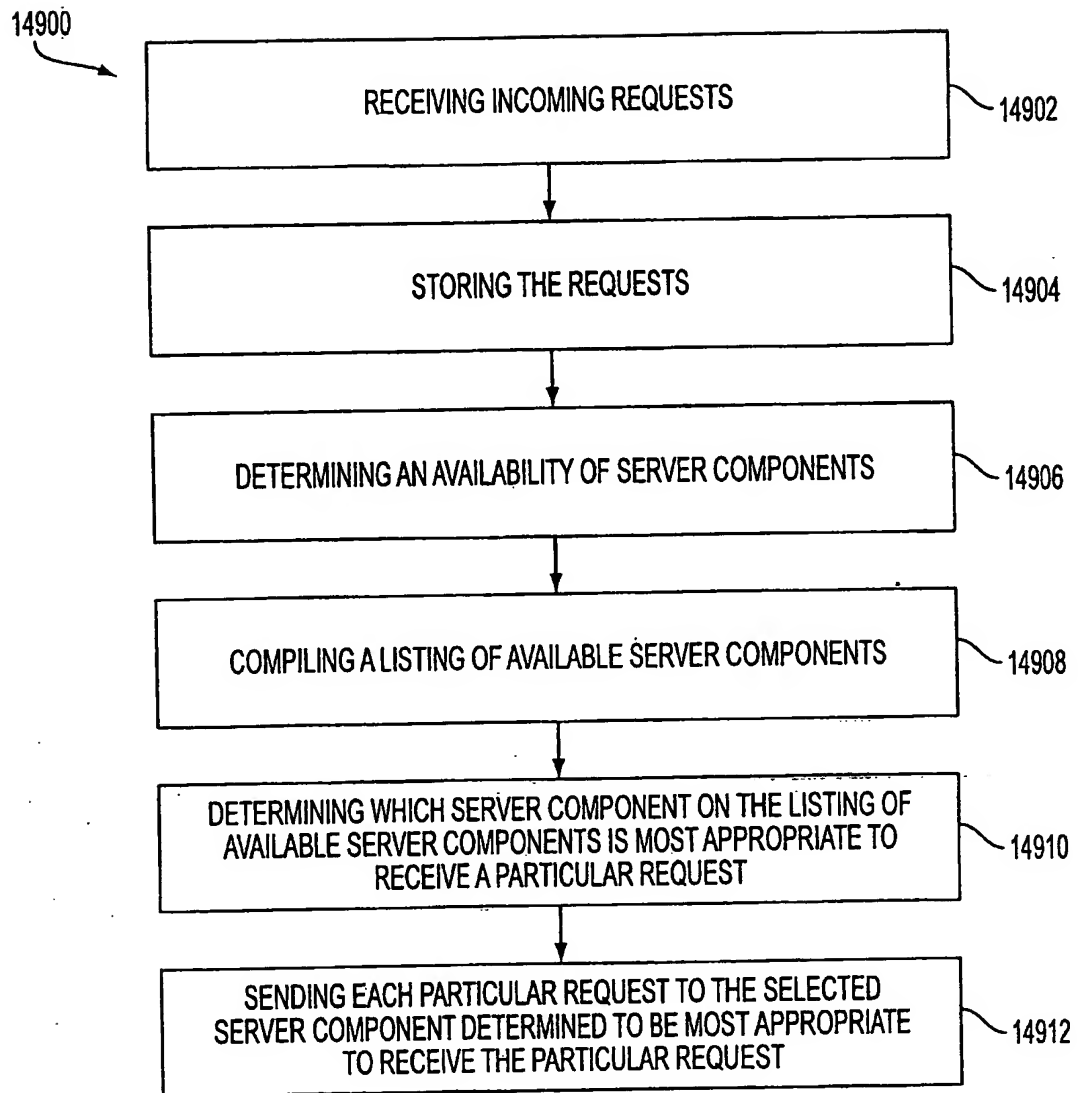 14900
RECEIVING INCOMING REQUESTS
14902
STORING THE REQUESTS
14904
DETERMINING AN AVAILABILITY OF SERVER COMPONENTS
14906
COMPILING A LISTING OF AVAILABLE SERVER COMPONENTS
14908
DETERMINING WHICH SERVER COMPONENT ON THE LISTING OF
AVAILABLE SERVER COMPONENTS IS MOST APPROPRIATE TO
RECEIVE A PARTICULAR REQUEST
14910
SENDING EACH PARTICULAR REQUEST TO THE SELECTED
SERVER COMPONENT DETERMINED TO BE MOST APPROPRIATE
TO RECEIVE THE PARTICULAR REQUEST
14912